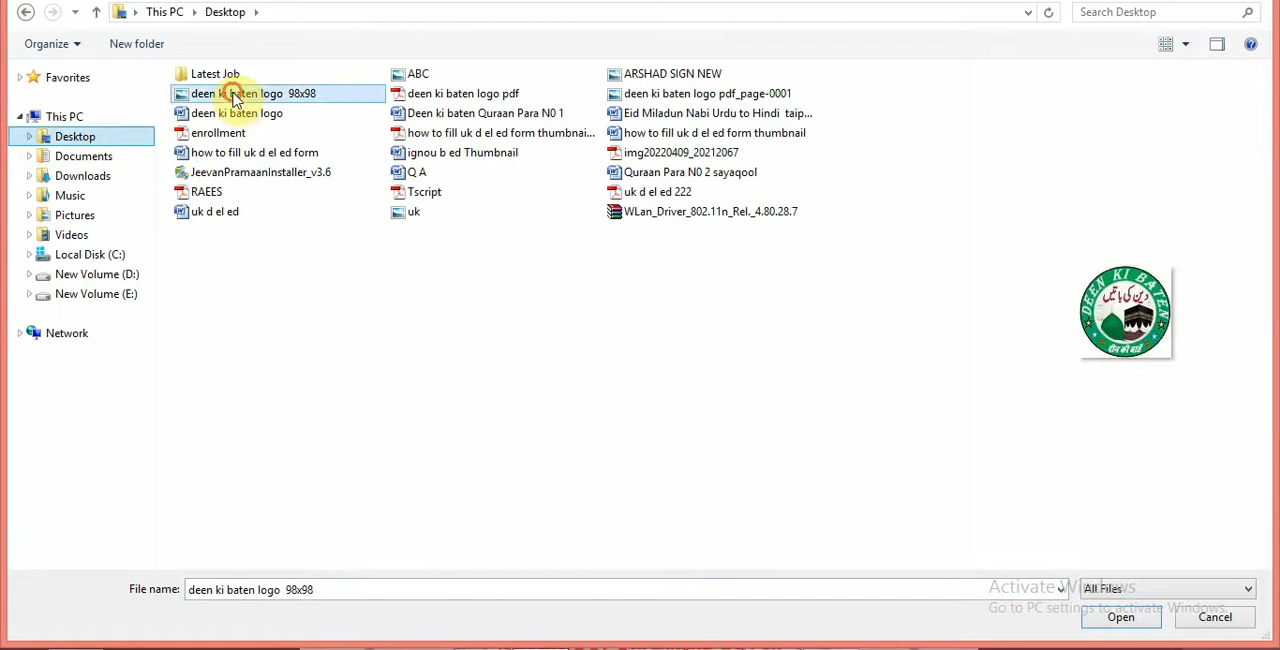 This PC Desktop Search Desktop
Organize New folder
Favorites
This PC
Desktop
Documents
Downloads
Music
Pictures
Videos
Local Disk (C:)
New Volume (D:)
New Volume (E:)
Network
Latest Job ABC ARSHAD SIGN NEW
deen ki baten logo 98x98 deen ki baten logo pdf deen ki baten logo pdf_page-0001
deen ki baten logo Deen ki baten Quraan Para N0 1 Eid Miladun Nabi Urdu to Hindi taip...
enrollment how to fill uk d el ed form thumbnai... how to fill uk d el ed form thumbnail
how to fill uk d el ed form ignou b ed Thumbnail img20220409_20212067
JeevanPramaanInstaller_v3.6 Q A Quraan Para N0 2 sayaqool
RAEES Tscript uk d el ed 222
uk d el ed uk WLan_Driver_802.11n_Rel._4.80.28.7
DEEN KI BATEN
دین کی باتیں
दीन की बातें
File name: deen ki baten logo 98x98 All Files
Activate Windows
Go to PC settings to activate Windows.
Open Cancel